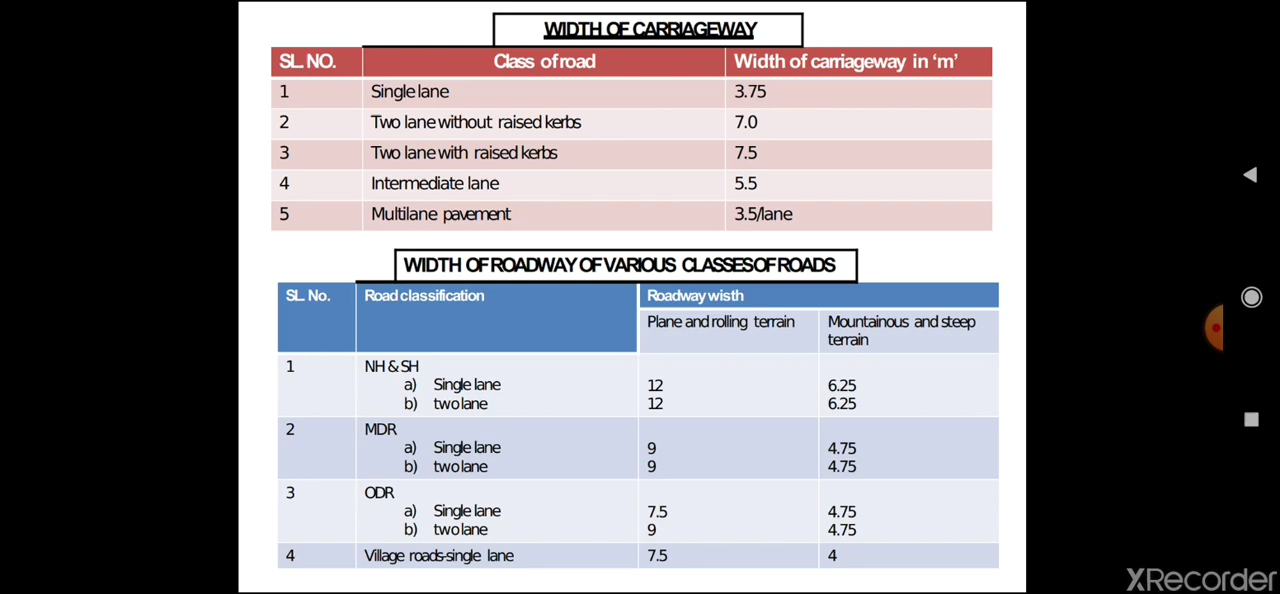 WIDTH OF CARRIAGEWAY
SL. NO. Class of road Width of carriageway in ‘m’
1 Single lane 3.75
2 Two lane without raised kerbs 7.0
3 Two lane with raised kerbs 7.5
4 Intermediate lane 5.5
5 Multilane pavement 3.5/lane
WIDTH OF ROADWAY OF VARIOUS CLASSES OF ROADS
SL. No. Road classification Roadway wisth
Plane and rolling terrain Mountainous and steep
terrain
1 NH & SH
a) Single lane 12 6.25
b) two lane 12 6.25
2 MDR
a) Single lane 9 4.75
b) two lane 9 4.75
3 ODR
a) Single lane 7.5 4.75
b) two lane 9 4.75
4 Village roads-single lane 7.5 4
XRecorder